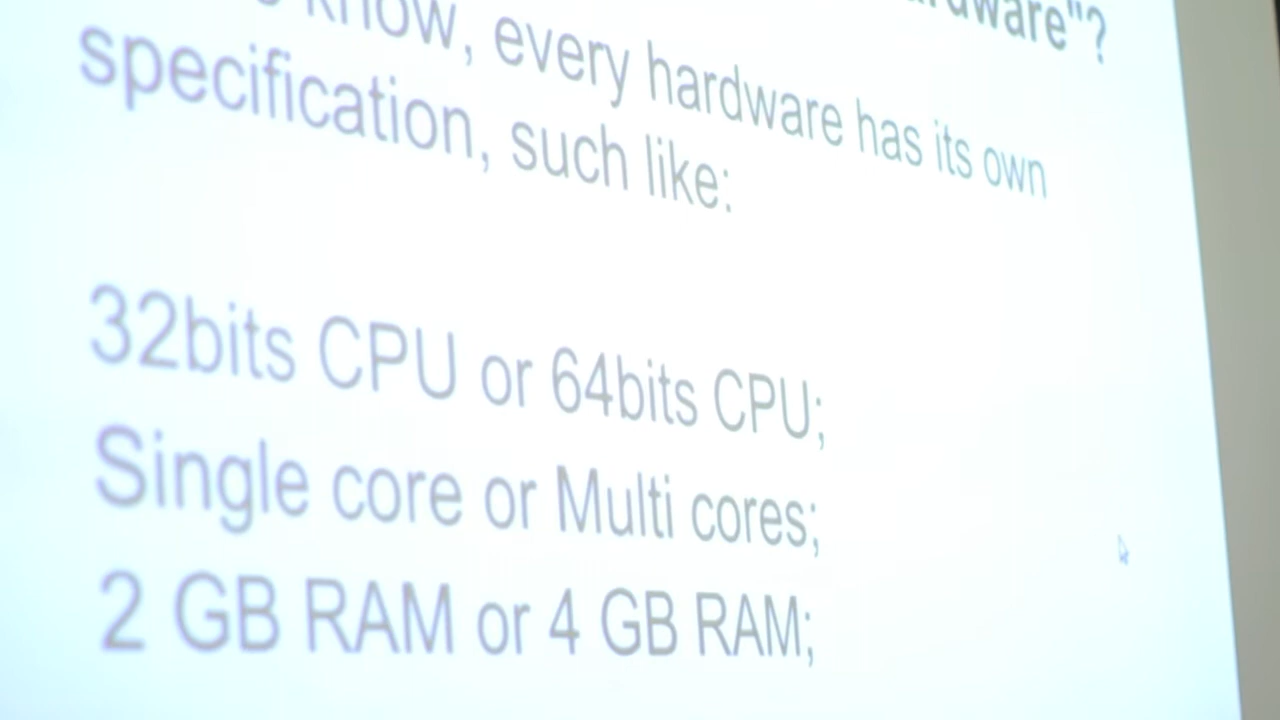 know, every hardware has its own
specification, such like:
32bits CPU or 64bits CPU;
Single core or Multi cores;
2 GB RAM or 4 GB RAM;